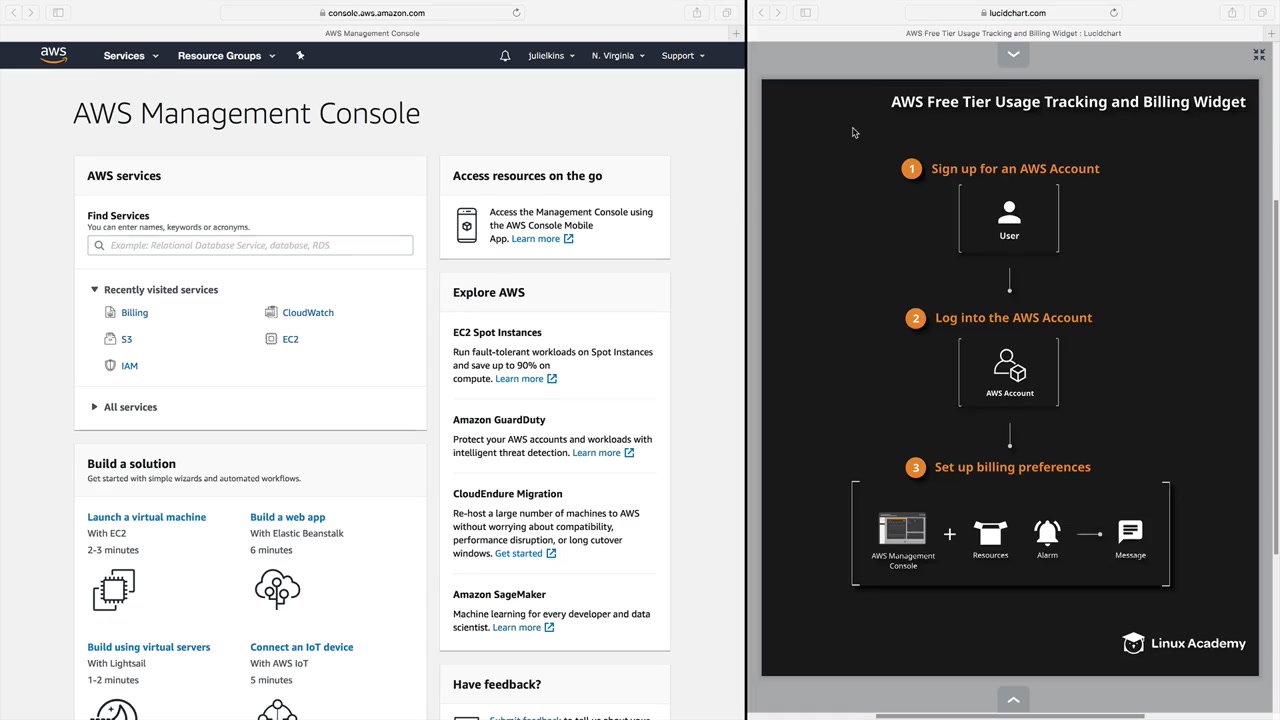 console.aws.amazon.com
AWS Management Console
aws
Services
Resource Groups
julielkins
N. Virginia
Support
AWS Management Console
AWS services
Find Services
You can enter names, keywords or acronyms.
Example: Relational Database Service, database, RDS
Recently visited services
Billing
CloudWatch
S3
EC2
IAM
All services
Build a solution
Get started with simple wizards and automated workflows.
Launch a virtual machine
With EC2
2-3 minutes
Build a web app
With Elastic Beanstalk
6 minutes
Build using virtual servers
With Lightsail
1-2 minutes
Connect an IoT device
With AWS IoT
5 minutes
Access resources on the go
Access the Management Console using
the AWS Console Mobile
App. Learn more
Explore AWS
EC2 Spot Instances
Run fault-tolerant workloads on Spot Instances
and save up to 90% on
compute. Learn more
Amazon GuardDuty
Protect your AWS accounts and workloads with
intelligent threat detection. Learn more
CloudEndure Migration
Re-host a large number of machines to AWS
without worrying about compatibility,
performance disruption, or long cutover
windows. Get started
Amazon SageMaker
Machine learning for every developer and data
scientist. Learn more
Have feedback?
Submit feedback to tell us about your
lucidchart.com
AWS Free Tier Usage Tracking and Billing Widget : Lucidchart
AWS Free Tier Usage Tracking and Billing Widget
1 Sign up for an AWS Account
User
2 Log into the AWS Account
AWS Account
3 Set up billing preferences
AWS Management
Console
+
Resources
Alarm
Message
Linux Academy